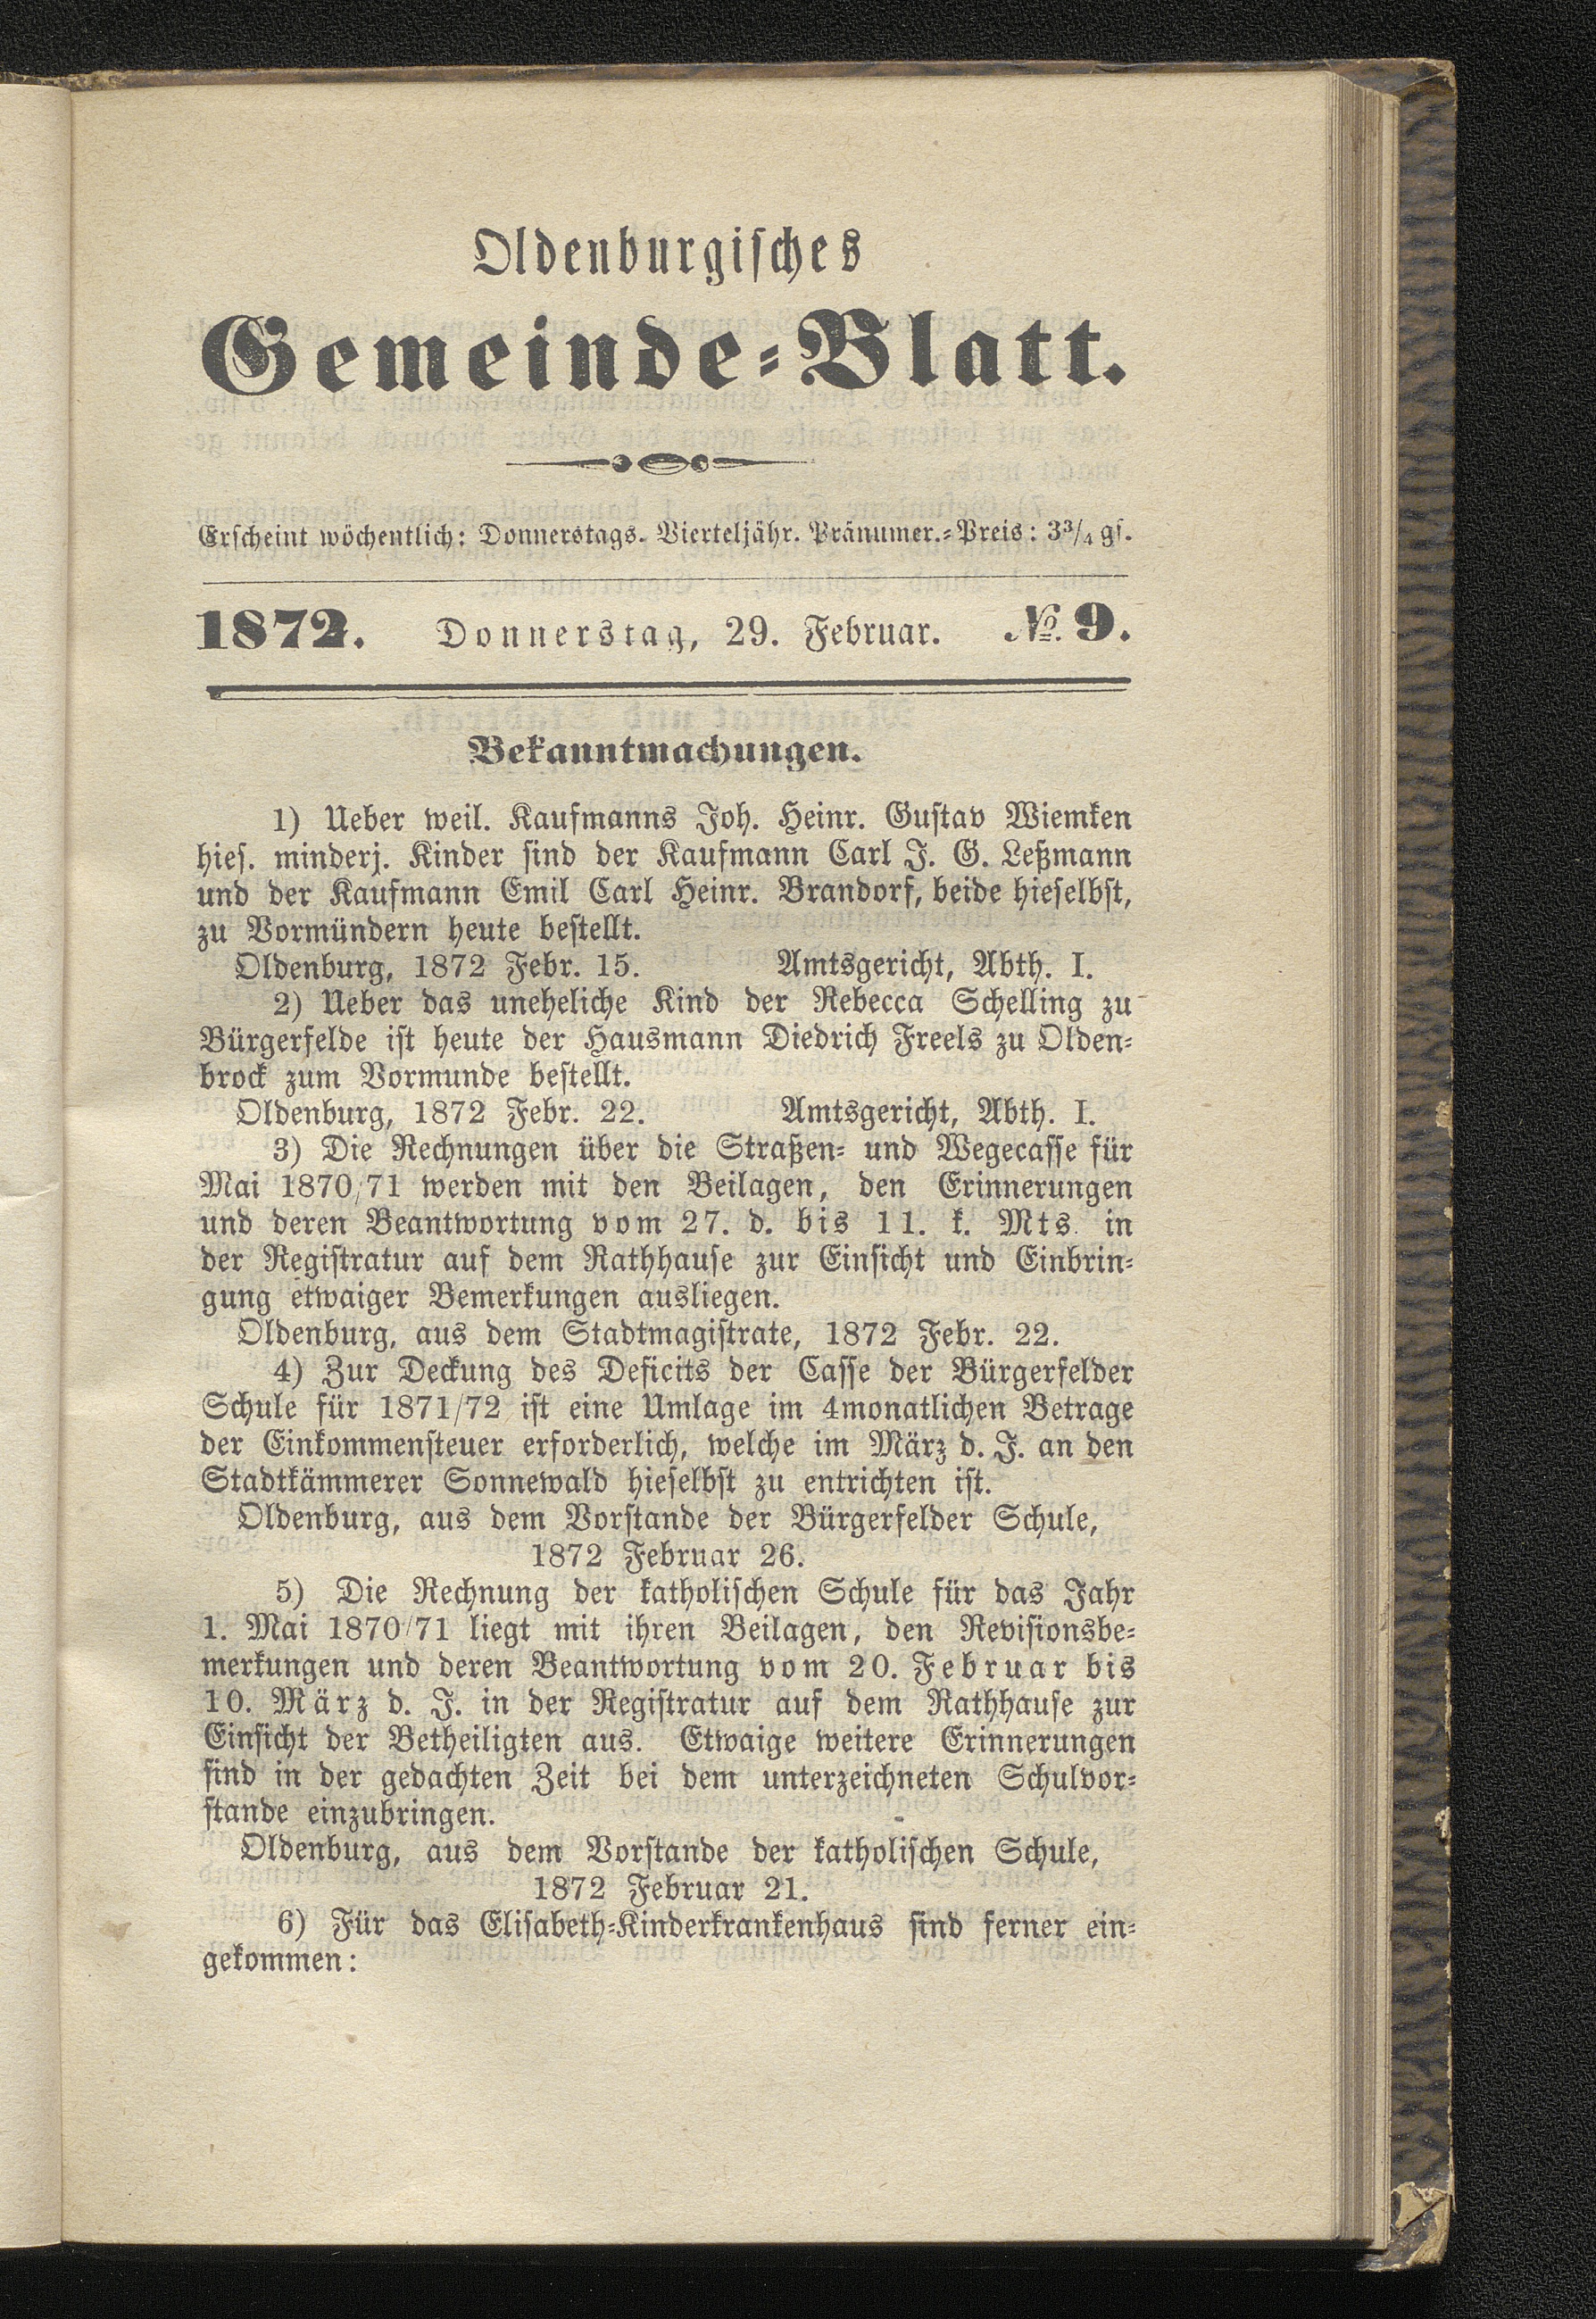 Oldenburgisches
Gemeinde-Blatt.
Erscheint wöchentlich: Donnerstags. Vierteljähr. Pränumer.-Preis: 3¾ gs.
1872. Donnerstag, 29. Februar. № 9.
Bekanntmachungen.
1) Ueber weil. Kaufmanns Joh. Heinr. Gustav Wiemken
hies. minderj. Kinder sind der Kaufmann Carl J. G. Leßmann
und der Kaufmann Emil Carl Heinr. Brandorf, beide hieselbst,
zu Vormündern heute bestellt.
Oldenburg, 1872 Febr. 15. Amtsgericht, Abth. I.
2) Ueber das uneheliche Kind der Rebecca Schelling zu
Bürgerfelde ist heute der Hausmann Diedrich Freels zu Olden-
brock zum Vormunde bestellt.
Oldenburg, 1872 Febr. 22. Amtsgericht, Abth. I.
3) Die Rechnungen über die Straßen- und Wegecasse für
Mai 1870/71 werden mit den Beilagen, den Erinnerungen
und deren Beantwortung vom 27. d. bis 11. k. Mts. in
der Registratur auf dem Rathhause zur Einsicht und Einbrin-
gung etwaiger Bemerkungen ausliegen.
Oldenburg, aus dem Stadtmagistrate, 1872 Febr. 22.
4) Zur Deckung des Deficits der Casse der Bürgerfelder
Schule für 1871/72 ist eine Umlage im 4monatlichen Betrage
der Einkommensteuer erforderlich, welche im März d. J. an den
Stadtkämmerer Sonnewald hieselbst zu entrichten ist.
Oldenburg, aus dem Vorstande der Bürgerfelder Schule,
1872 Februar 26.
5) Die Rechnung der katholischen Schule für das Jahr
1. Mai 1870/71 liegt mit ihren Beilagen, den Revisionsbe-
merkungen und deren Beantwortung vom 20. Februar bis
10. März d. J. in der Registratur auf dem Rathhause zur
Einsicht der Betheiligten aus. Etwaige weitere Erinnerungen
sind in der gedachten Zeit bei dem unterzeichneten Schulvor-
stande einzubringen.
Oldenburg, aus dem Vorstande der katholischen Schule,
1872 Februar 21.
6) Für das Elisabeth-Kinderkrankenhaus sind ferner ein-
gekommen: